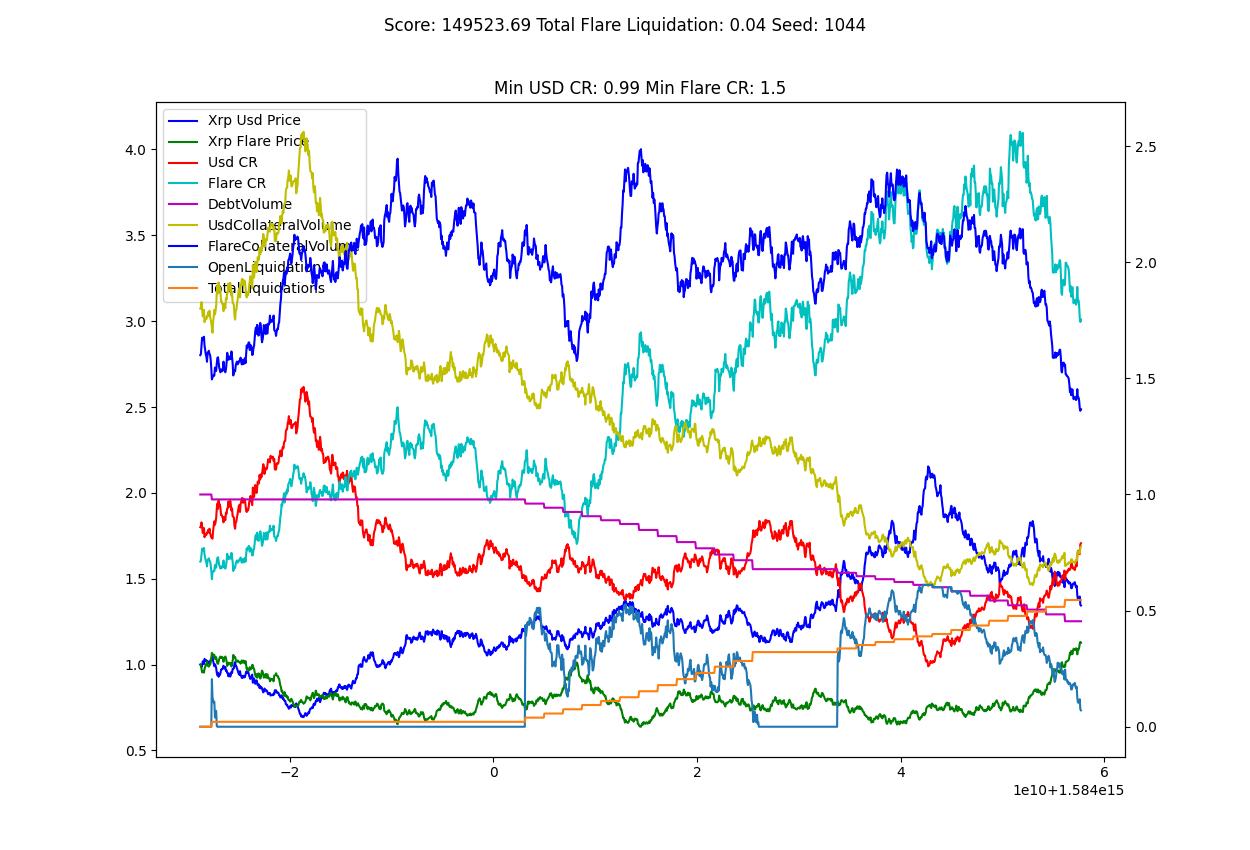 Score: 149523.69 Total Flare Liquidation: 0.04 Seed: 1044
Min USD CR: 0.99 Min Flare CR: 1.5
Xrp Usd Price
Xrp Flare Price
Usd CR
Flare CR
DebtVolume
UsdCollateralVolume
FlareCollateralVolume
OpenLiquidations
TotalLiquidations
4.0
3.5
3.0
2.5
2.0
1.5
1.0
0.5
2.5
2.0
1.5
1.0
0.5
0.0
−2 0 2 4 6
1e10+1.584e15